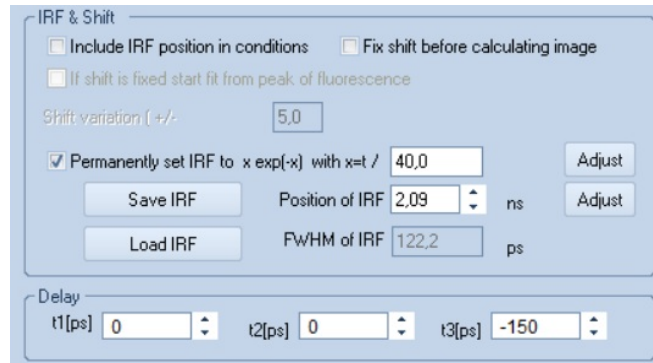 IRF & Shift
Include IRF position in conditions Fix shift before calculating image
If shift is fixed start fit from peak of fluorescence
Shift variation ( +/- 5,0
Permanently set IRF to x exp(-x) with x=t / 40,0 Adjust
Save IRF Position of IRF 2,09 ns Adjust
Load IRF FWHM of IRF 122,2 ps
Delay
t1[ps] 0 t2[ps] 0 t3[ps] -150